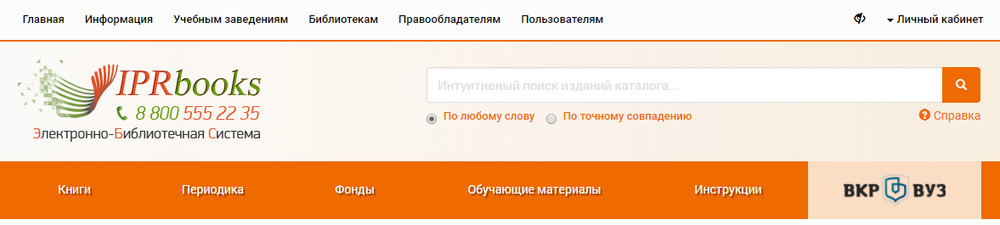 Главная Информация Учебным заведениям Библиотекам Правообладателям Пользователям Личный кабинет
IPRbooks
8 800 555 22 35
Электронно-Библиотечная Система
Интуитивный поиск изданий каталога...
По любому слову По точному совпадению Справка
Книги Периодика Фонды Обучающие материалы Инструкции ВКР ВУЗ